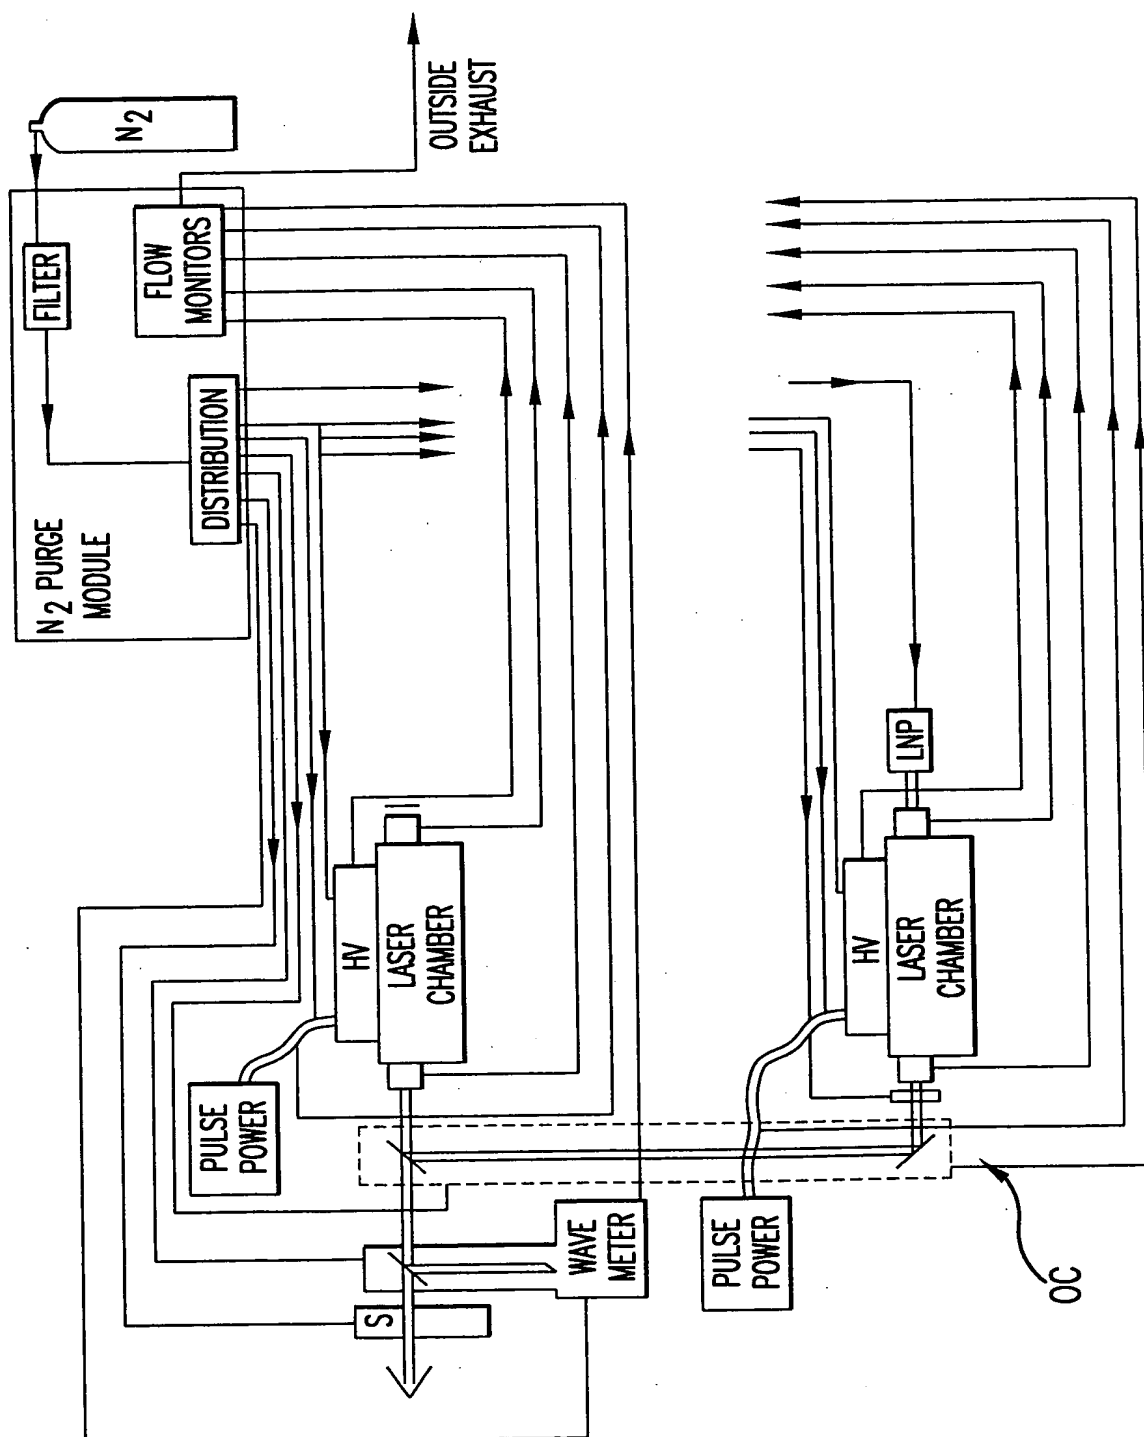 N2 PURGE
MODULE
FILTER
N2
DISTRIBUTION
FLOW
MONITORS
OUTSIDE
EXHAUST
PULSE
POWER
HV
LASER
CHAMBER
S
WAVE
METER
PULSE
POWER
HV
LASER
CHAMBER
LNP
OC